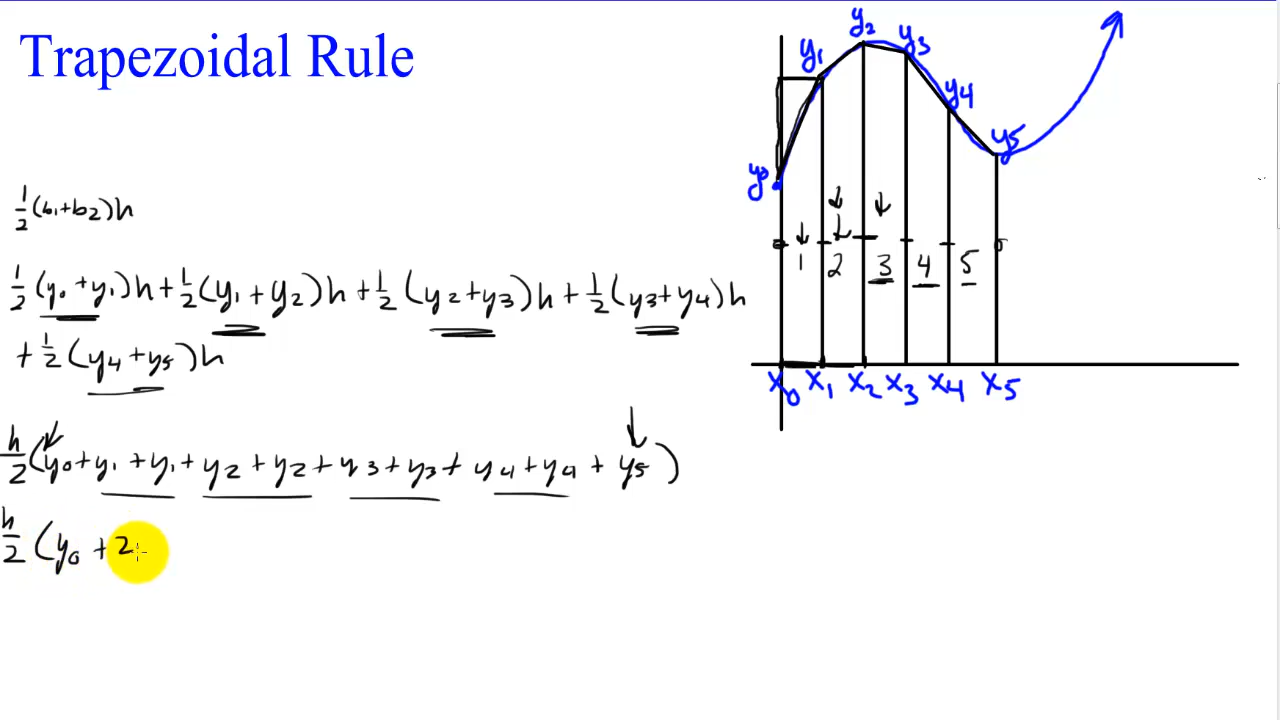 Trapezoidal Rule
½(b₁+b₂)h
½(y₀+y₁)h+½(y₁+y₂)h+½(y₂+y₃)h+½(y₃+y₄)h
+½(y₄+y₅)h
h/2(y₀+y₁+y₁+y₂+y₂+y₃+y₃+y₄+y₄+y₅)
h/2(y₀+2
y₀ y₁ y₂ y₃ y₄ y₅
1 2 3 4 5
x₀ x₁ x₂ x₃ x₄ x₅